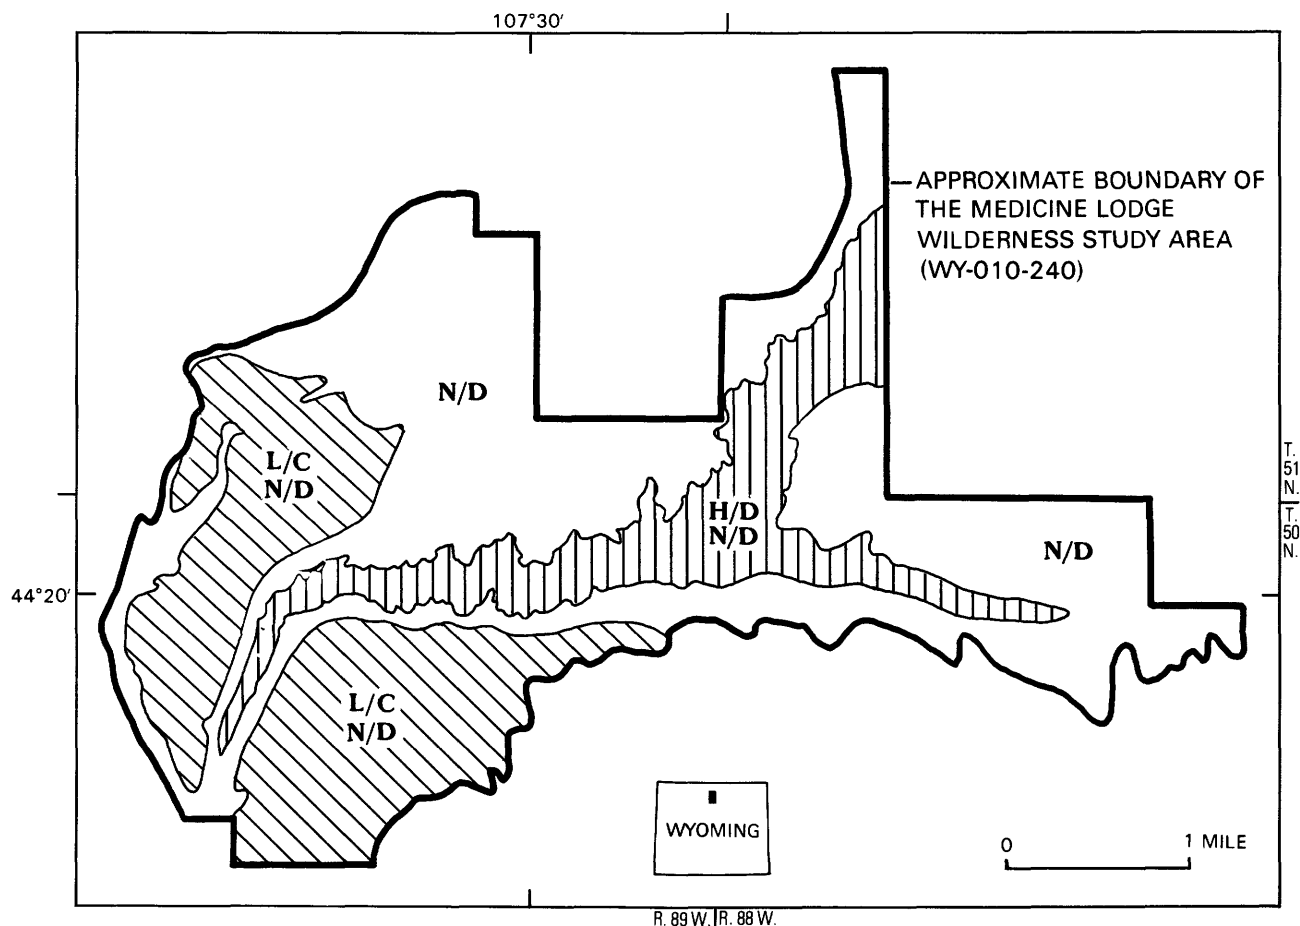 107°30'
APPROXIMATE BOUNDARY OF
THE MEDICINE LODGE
WILDERNESS STUDY AREA
(WY-010-240)
N/D
L/C
N/D
H/D
N/D
N/D
T.
51
N.
T.
50
N.
44°20'
L/C
N/D
WYOMING
0
1 MILE
R. 89 W. R. 88 W.